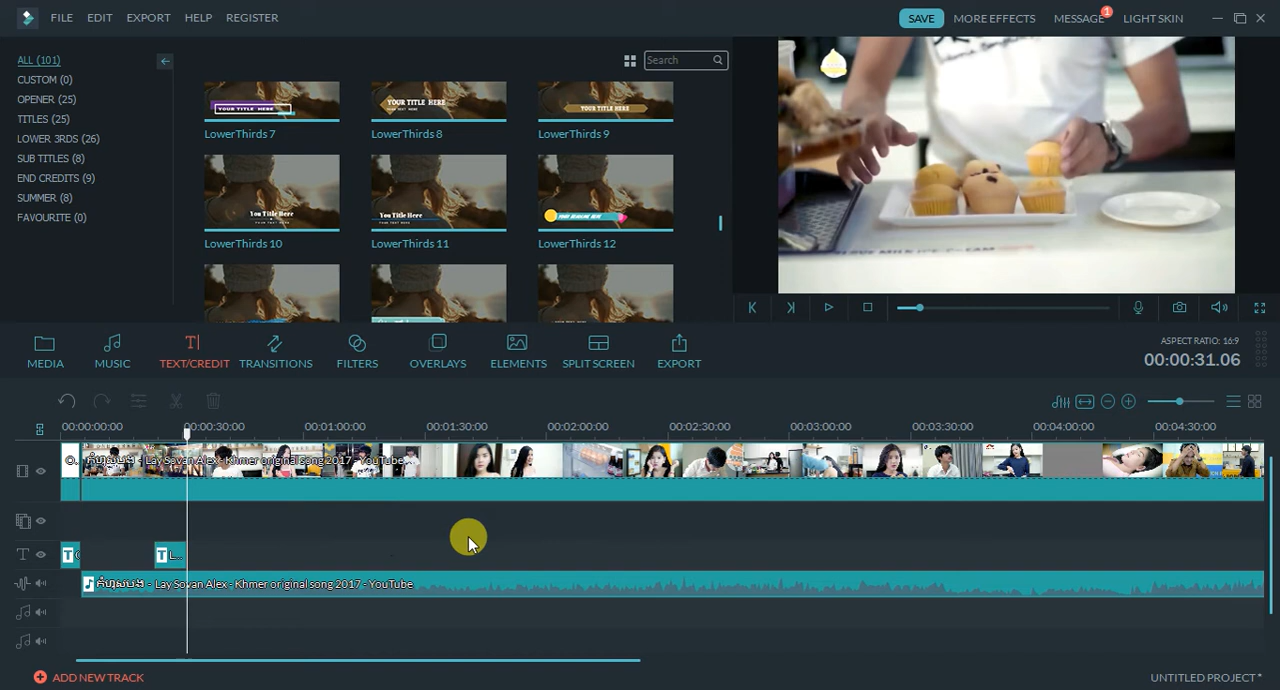 FILE EDIT EXPORT HELP REGISTER
SAVE MORE EFFECTS MESSAGE 1 LIGHT SKIN
ALL (101)
CUSTOM (0)
OPENER (25)
TITLES (25)
LOWER 3RDS (26)
SUB TITLES (8)
END CREDITS (9)
SUMMER (8)
FAVOURITE (0)
Search
YOUR TITLE HERE
YOUR TITLE HERE
YOUR TITLE HERE
LowerThirds 7
LowerThirds 8
LowerThirds 9
You Title Here
You Title Here
LowerThirds 10
LowerThirds 11
LowerThirds 12
MEDIA
MUSIC
TEXT/CREDIT
TRANSITIONS
FILTERS
OVERLAYS
ELEMENTS
SPLIT SCREEN
EXPORT
ASPECT RATIO: 16:9
00:00:31.06
00:00:00:00
00:00:30:00
00:01:00:00
00:01:30:00
00:02:00:00
00:02:30:00
00:03:00:00
00:03:30:00
00:04:00:00
00:04:30:00
- Lay Sovan Alex - Khmer original song 2017 - YouTube
T L...
- Lay Sovan Alex - Khmer original song 2017 - YouTube
ADD NEW TRACK
UNTITLED PROJECT *